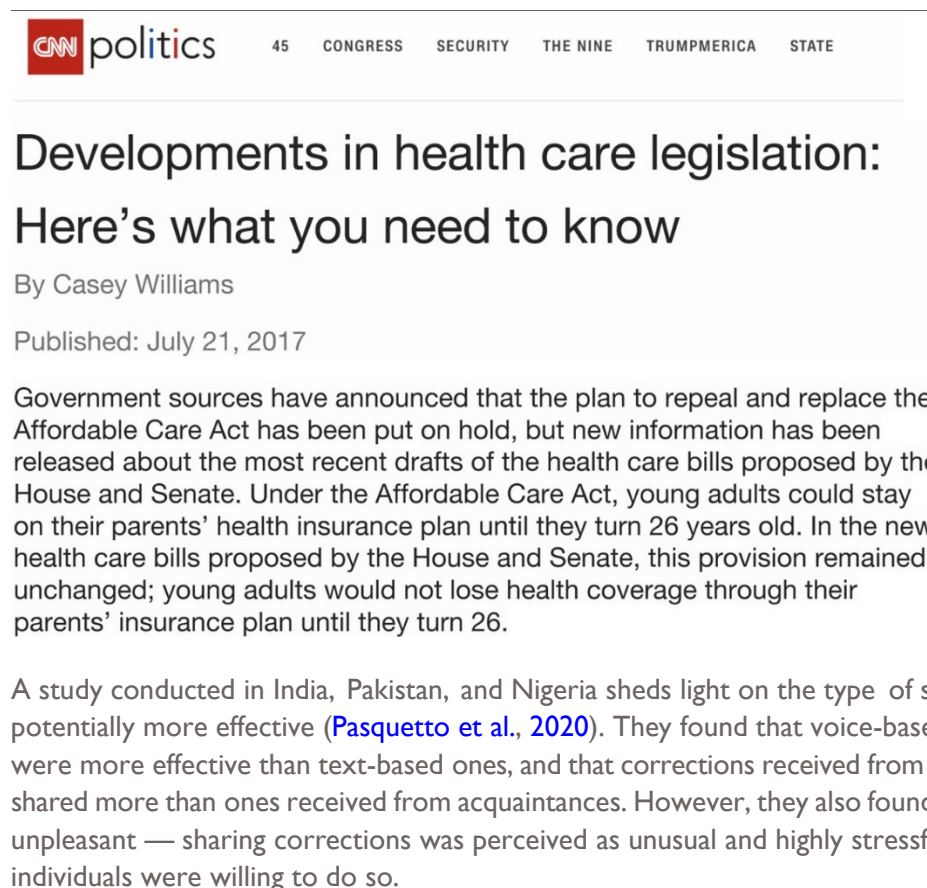 CNN politics 45 CONGRESS SECURITY THE NINE TRUMPMERICA STATE
Developments in health care legislation:
Here's what you need to know
By Casey Williams
Published: July 21, 2017
Government sources have announced that the plan to repeal and replace the
Affordable Care Act has been put on hold, but new information has been
released about the most recent drafts of the health care bills proposed by the
House and Senate. Under the Affordable Care Act, young adults could stay
on their parents' health insurance plan until they turn 26 years old. In the new
health care bills proposed by the House and Senate, this provision remained
unchanged; young adults would not lose health coverage through their
parents' insurance plan until they turn 26.
A study conducted in India, Pakistan, and Nigeria sheds light on the type of
potentially more effective (Pasquetto et al., 2020). They found that
were more effective than text-based ones, and that corrections received from
shared more than ones received from acquaintances. However, they also
unpleasant — sharing corrections was perceived as unusual and highly
individuals were willing to do so.